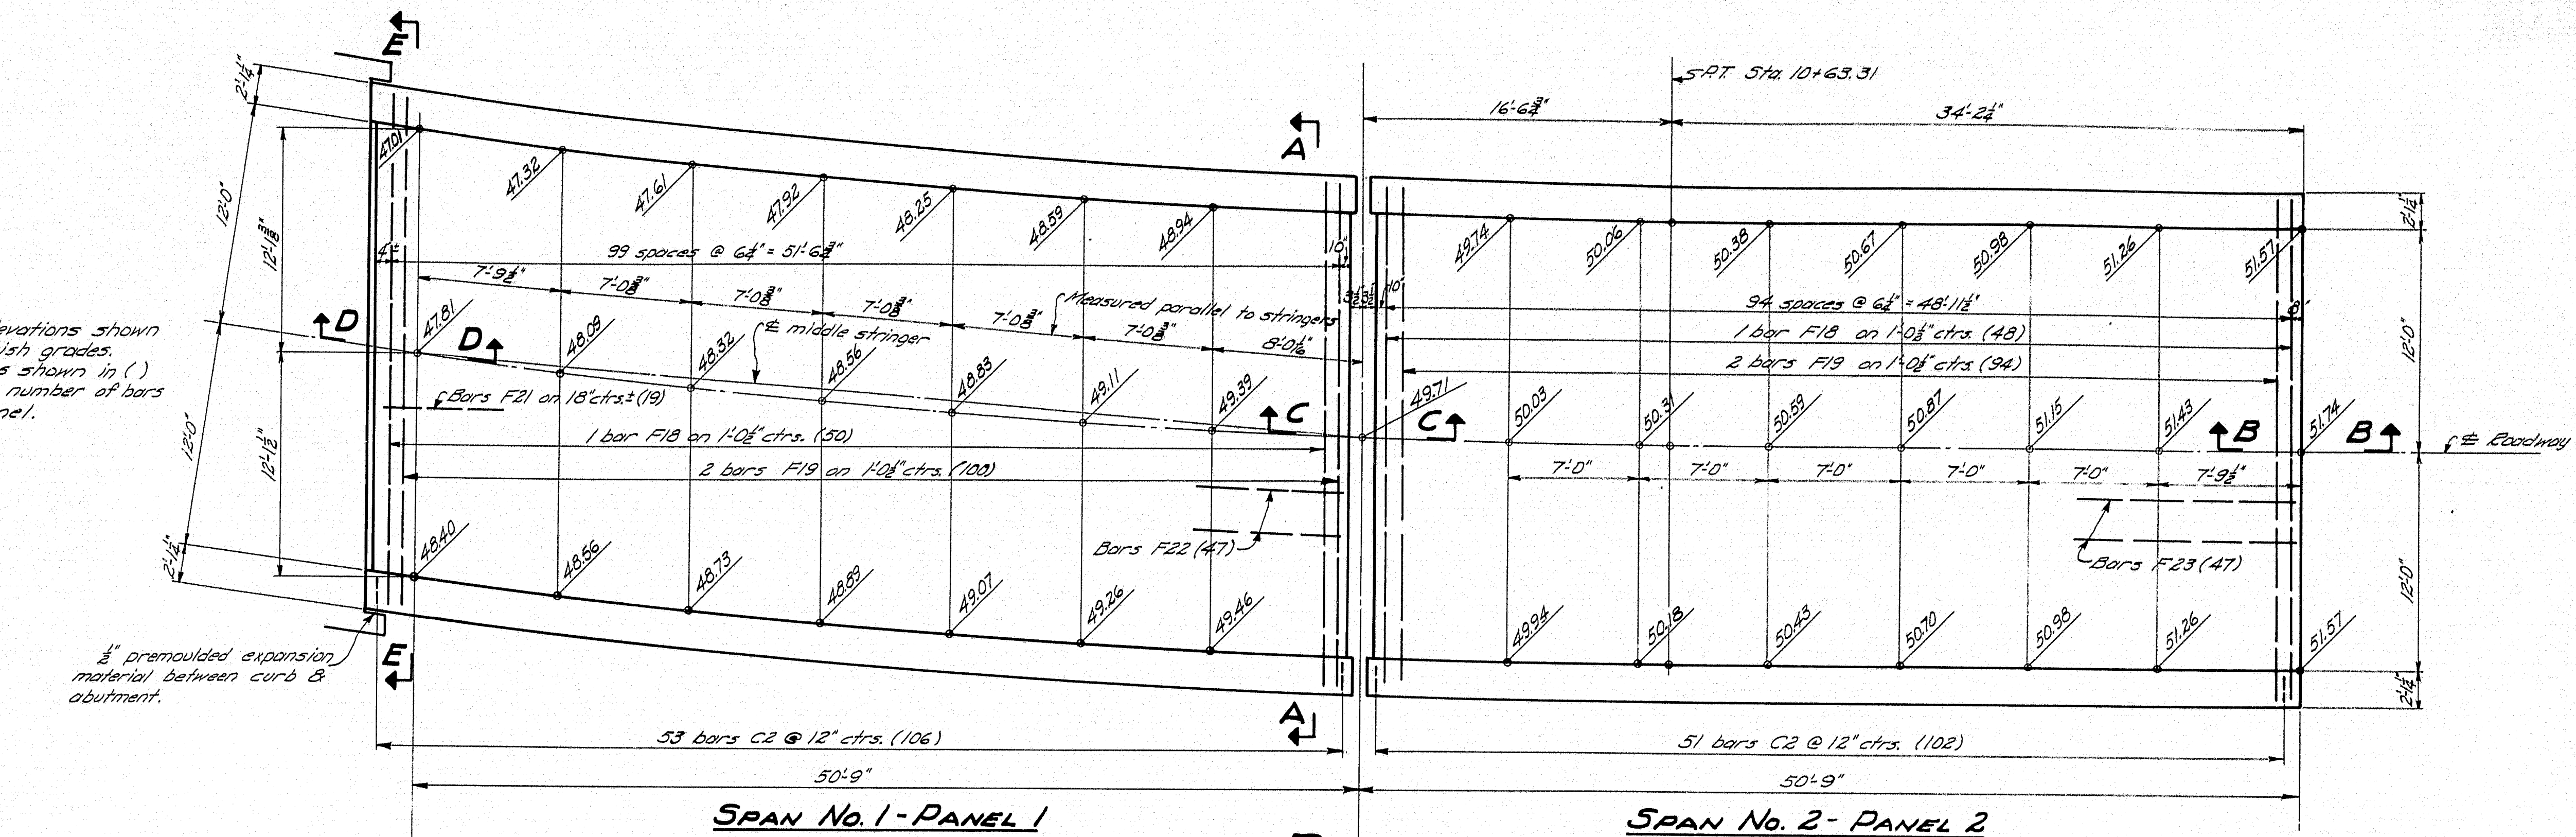 E
2'-1¼"
S.P.T. Sta. 10+63.31
16'-6¾"
34'-2¼"
A
12'-0"
12'-1⅜"
47.01
47.32
47.61
47.92
48.25
48.59
48.94
49.74
50.06
50.38
50.67
50.98
51.26
51.57
2'-1¼"
99 spaces @ 6¼" = 51'-6¾"
10"
7'-9½"
7'-0⅜"
7'-0⅜"
7'-0⅜"
7'-0⅜"
7'-0⅜"
8'-0 1/16"
Measured parallel to stringers
℄ middle stringer
3½"
3½"
10"
94 spaces @ 6¼" = 48'-11½"
8"
1 bar F18 on 1'-0½" ctrs. (48)
2 bars F19 on 1'-0½" ctrs. (94)
12'-0"
evations shown
ish grades.
s shown in ( )
number of bars
nel.
D
D
47.81
48.09
48.32
48.56
48.83
49.11
49.39
49.71
50.03
50.31
50.59
50.87
51.15
51.43
51.74
C
C
B
B
℄ Roadway
Bars F21 on 18" ctrs.± (19)
1 bar F18 on 1'-0½" ctrs. (50)
2 bars F19 on 1'-0½" ctrs. (100)
7'-0"
7'-0"
7'-0"
7'-0"
7'-0"
7'-9½"
12'-0"
12'-1½"
Bars F22 (47)
Bars F23 (47)
12'-0"
2'-1¼"
48.40
48.56
48.73
48.89
49.07
49.26
49.46
49.94
50.18
50.43
50.70
50.98
51.26
51.57
2'-1¼"
½" premoulded expansion
material between curb &
abutment.
E
A
53 bars C2 @ 12" ctrs. (106)
51 bars C2 @ 12" ctrs. (102)
50'-9"
50'-9"
SPAN NO. 1 - PANEL 1
SPAN NO. 2 - PANEL 2